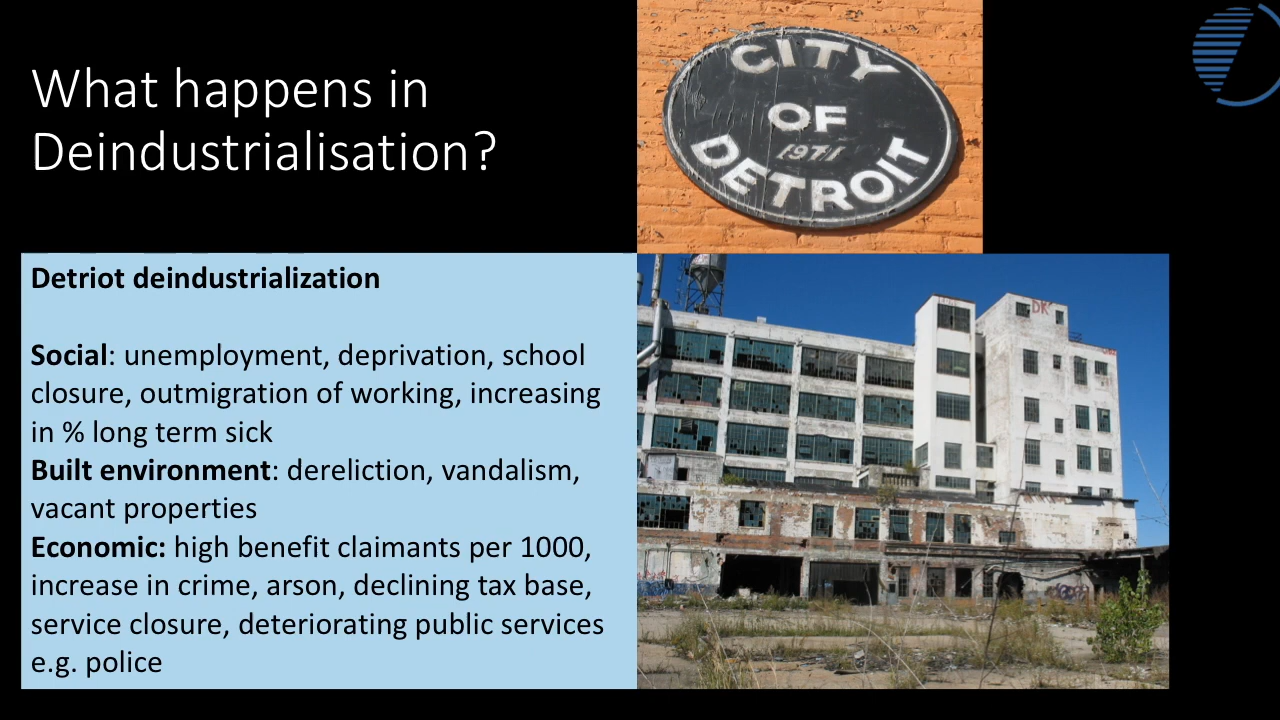 What happens in
Deindustrialisation?
CITY
OF
1971
DETROIT
Detriot deindustrialization
Social: unemployment, deprivation, school
closure, outmigration of working, increasing
in % long term sick
Built environment: dereliction, vandalism,
vacant properties
Economic: high benefit claimants per 1000,
increase in crime, arson, declining tax base,
service closure, deteriorating public services
e.g. police